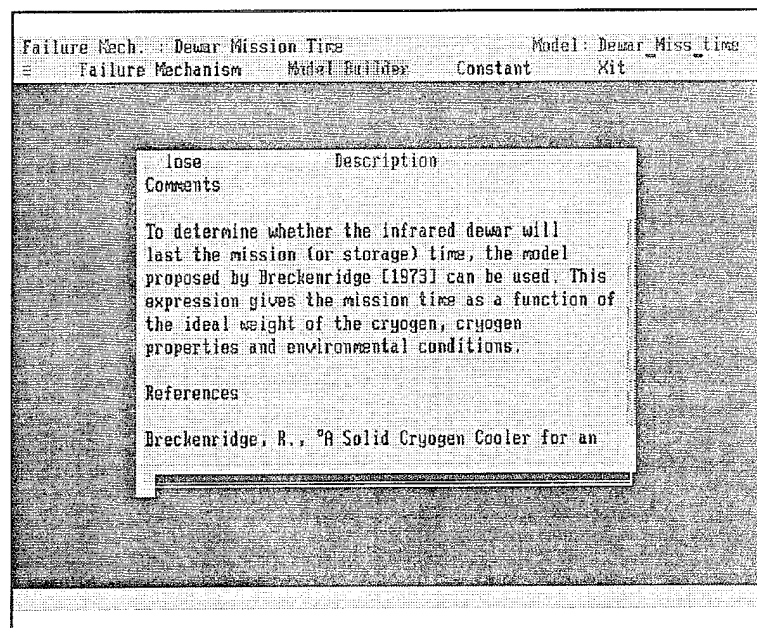 Failure Mech. : Dewar Mission Time Model: Dewar_Miss_time
≡ Failure Mechanism Model Builder Constant Xit
lose Description
Comments
To determine whether the infrared dewar will
last the mission (or storage) time, the model
proposed by Breckenridge [1973] can be used. This
expression gives the mission time as a function of
the ideal weight of the cryogen, cryogen
properties and environmental conditions.
References
Breckenridge, R., "A Solid Cryogen Cooler for an